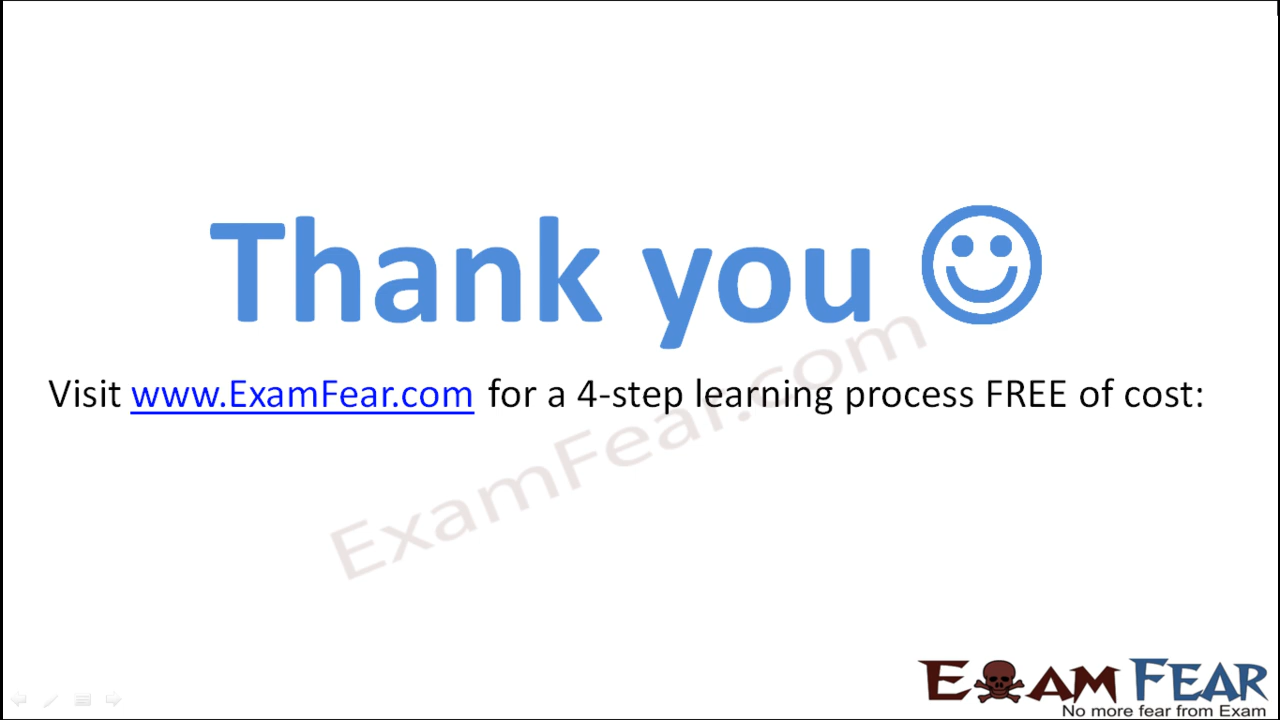 Thank you
Visit www.ExamFear.com for a 4-step learning process FREE of cost:
ExamFear.com
EXAM FEAR
No more fear from Exam